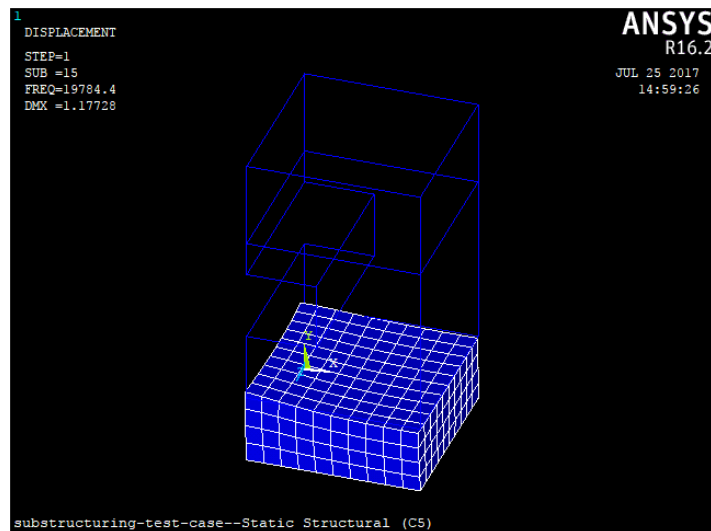 1
DISPLACEMENT
STEP=1
SUB =15
FREQ=19784.4
DMX =1.17728
ANSYS
R16.2
JUL 25 2017
14:59:26
Y
X
substructuring-test-case--Static Structural (C5)